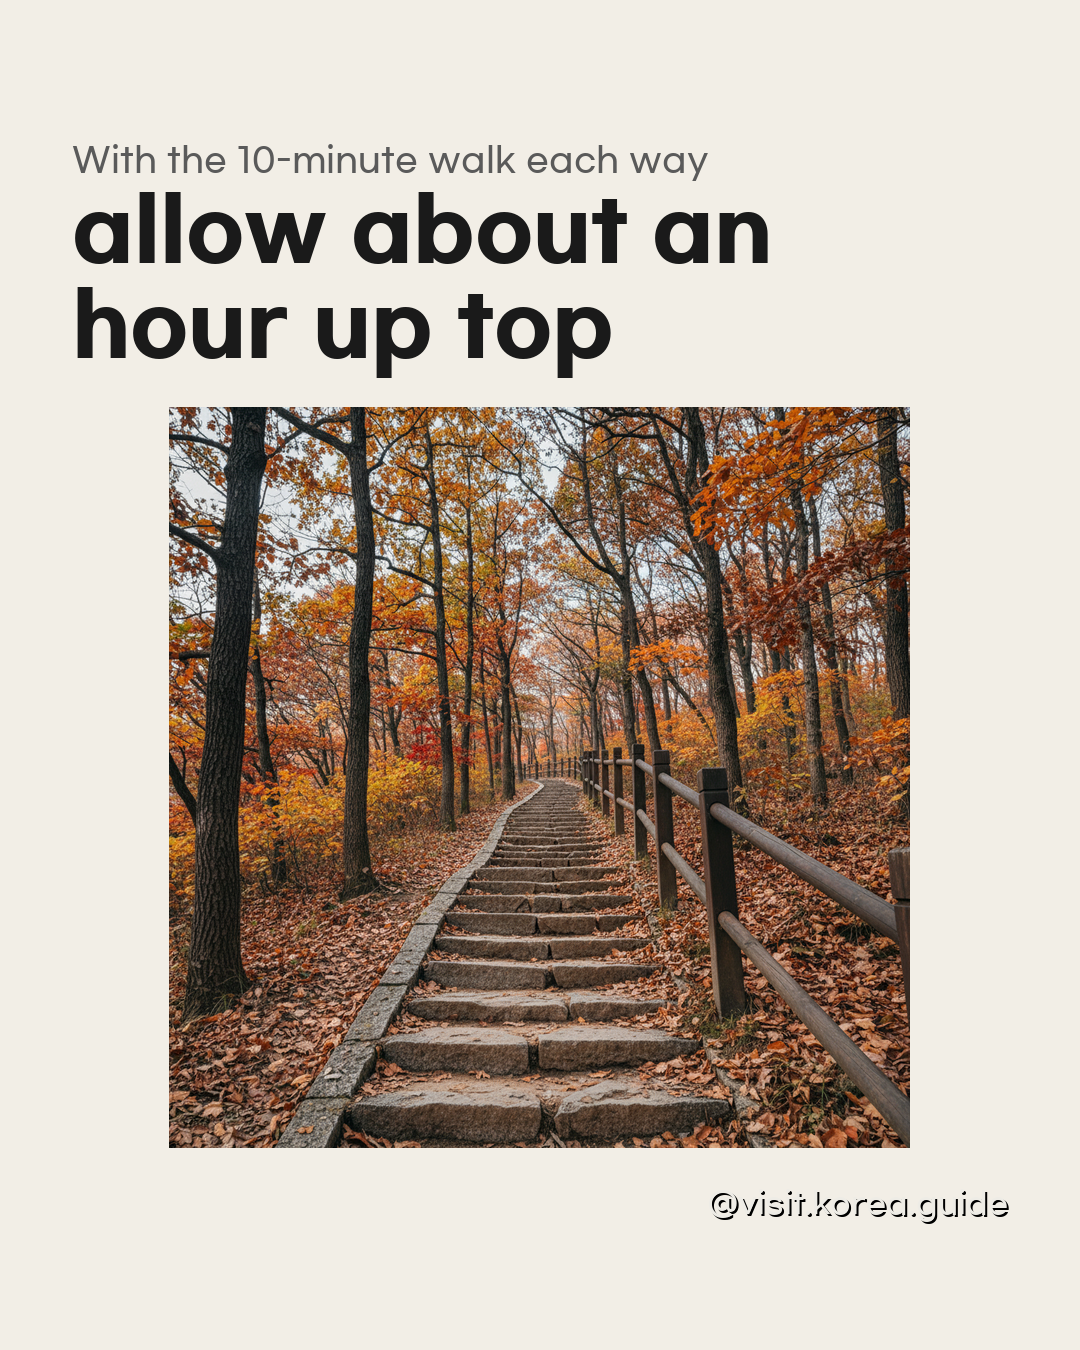 With the 10-minute walk each way
allow about an
hour up top
@visit.korea.guide